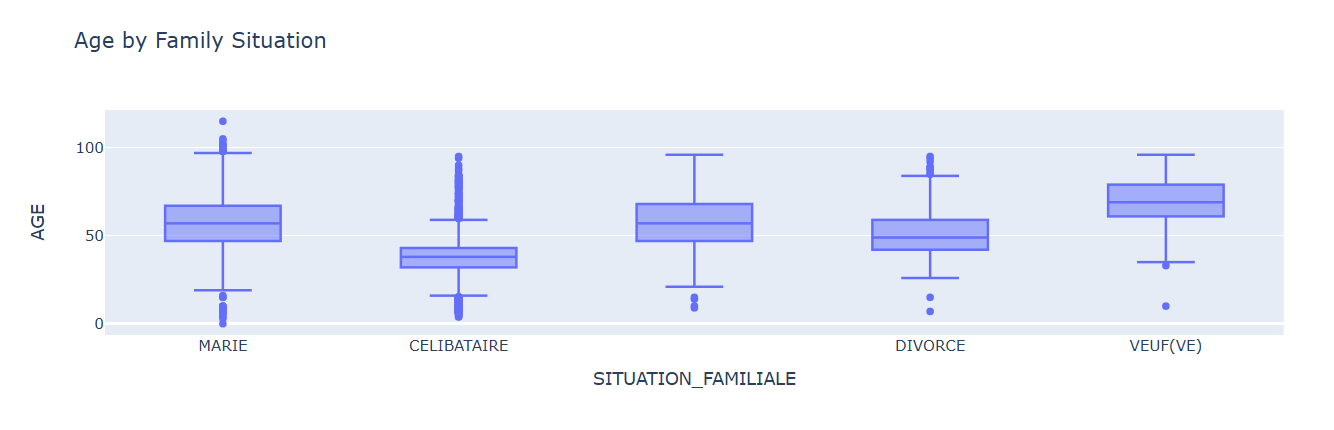 Age by Family Situation
AGE
100
50
0
MARIE
CELIBATAIRE
DIVORCE
VEUF(VE)
SITUATION_FAMILIALE